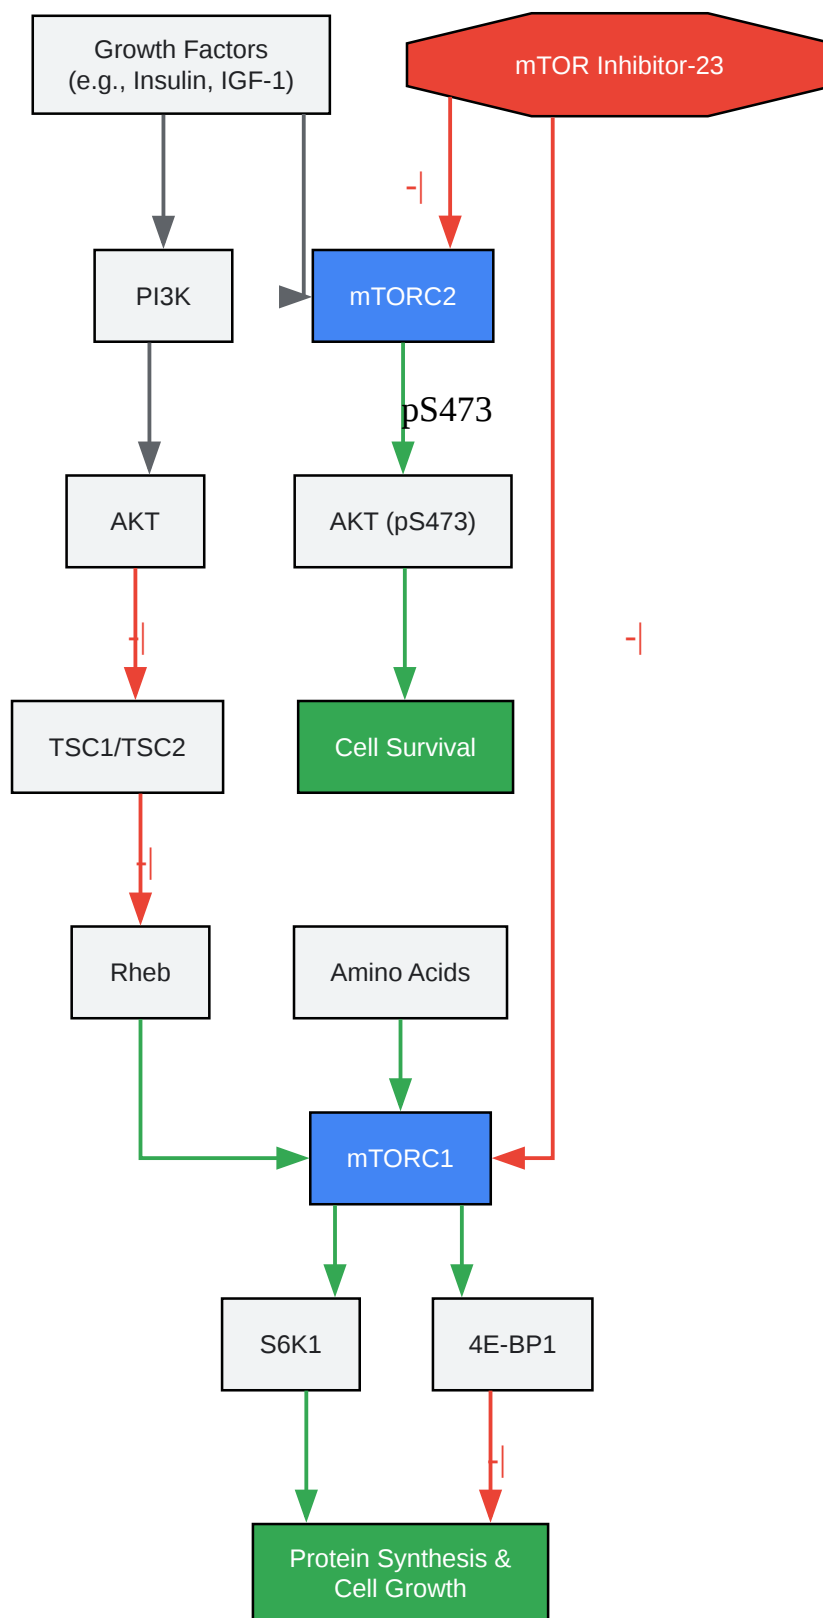 Growth Factors
(e.g., Insulin, IGF-1)
mTOR Inhibitor-23
-|
PI3K
mTORC2
pS473
AKT
AKT (pS473)
-|
-|
TSC1/TSC2
Cell Survival
-|
Rheb
Amino Acids
mTORC1
S6K1
4E-BP1
-|
Protein Synthesis &
Cell Growth